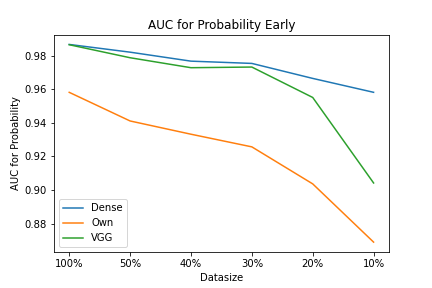 AUC for Probability Early
AUC for Probability
0.98
0.96
0.94
0.92
0.90
0.88
Dense
Own
VGG
100% 50% 40% 30% 20% 10%
Datasize